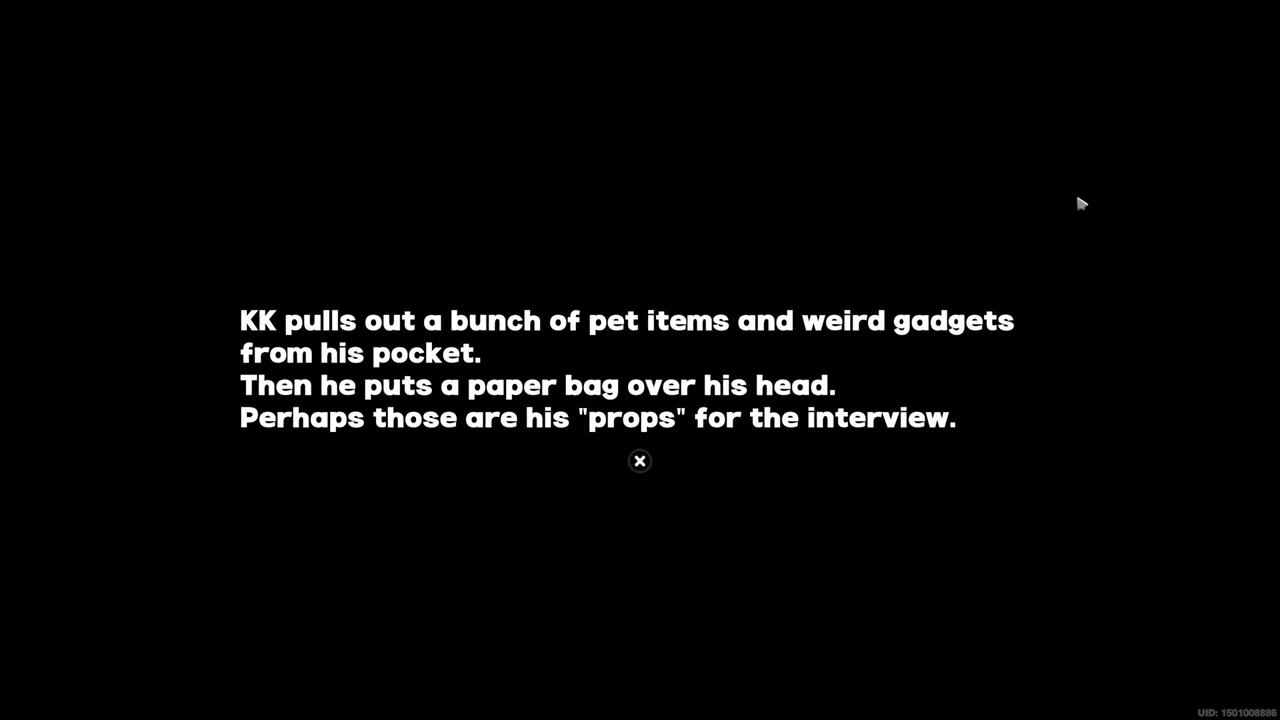 KK pulls out a bunch of pet items and weird gadgets
from his pocket.
Then he puts a paper bag over his head.
Perhaps those are his "props" for the interview.
UID: 1501008886